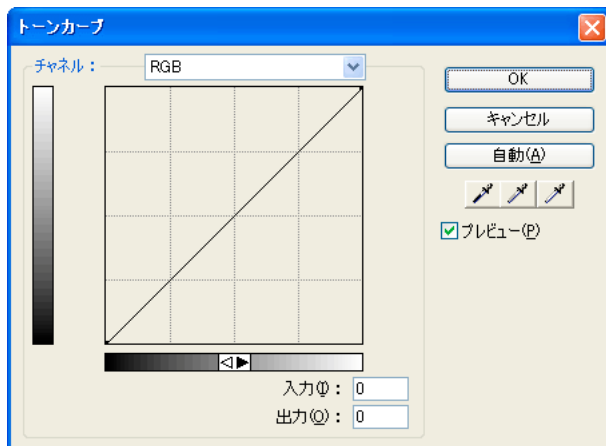 トーンカーブ
チャネル：
RGB
OK
キャンセル
自動(A)
プレビュー(P)
入力(I)： 0
出力(O)： 0